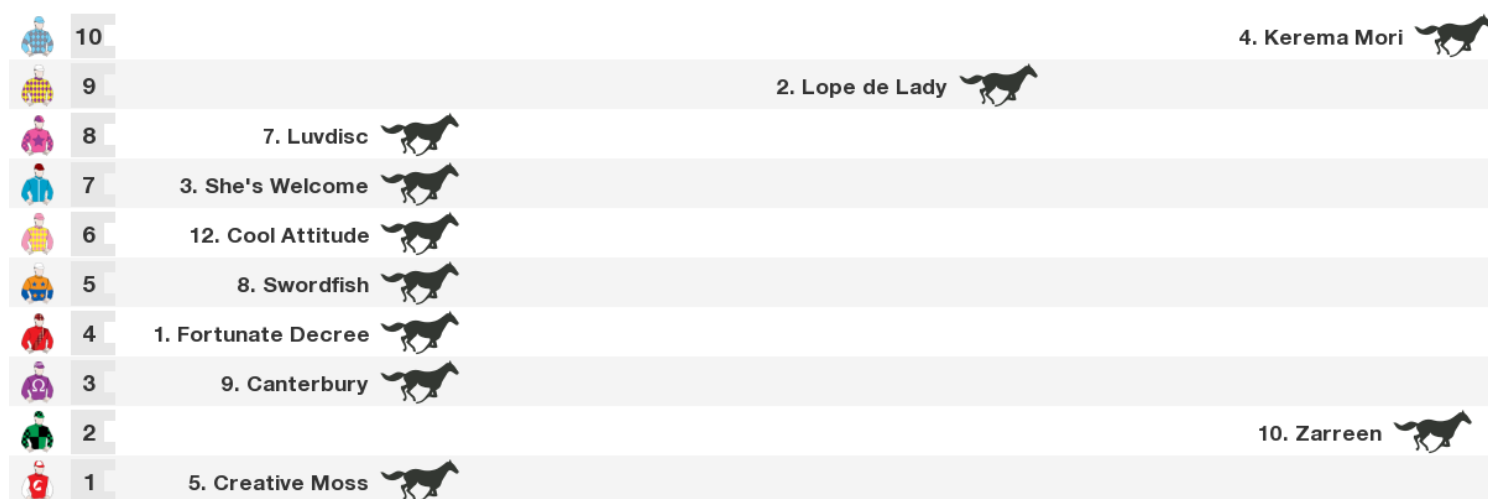 10 4. Kerema Mori
9 2. Lope de Lady
8 7. Luvdisc
7 3. She's Welcome
6 12. Cool Attitude
5 8. Swordfish
4 1. Fortunate Decree
3 9. Canterbury
Ω
2 10. Zarreen
1 5. Creative Moss